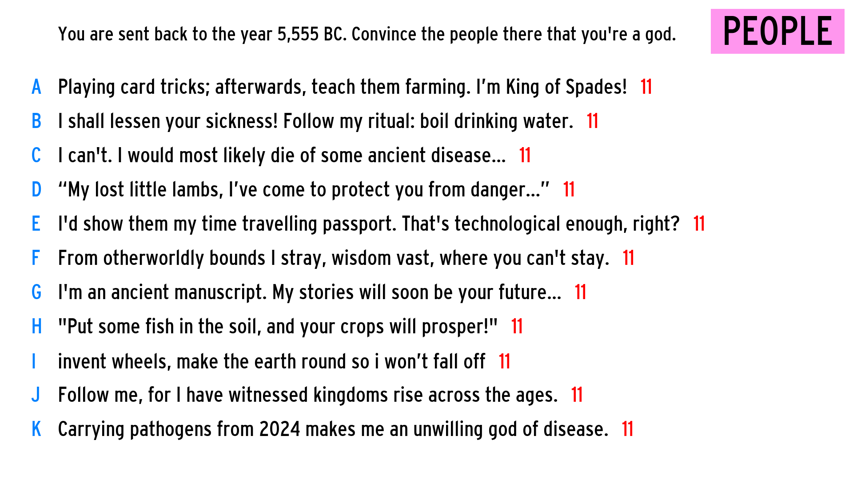 You are sent back to the year 5,555 BC. Convince the people there that you're a god.
PEOPLE
A Playing card tricks; afterwards, teach them farming. I’m King of Spades! 11
B I shall lessen your sickness! Follow my ritual: boil drinking water. 11
C I can't. I would most likely die of some ancient disease... 11
D “My lost little lambs, I’ve come to protect you from danger...” 11
E I'd show them my time travelling passport. That's technological enough, right? 11
F From otherworldly bounds I stray, wisdom vast, where you can't stay. 11
G I'm an ancient manuscript. My stories will soon be your future... 11
H "Put some fish in the soil, and your crops will prosper!" 11
I invent wheels, make the earth round so i won’t fall off 11
J Follow me, for I have witnessed kingdoms rise across the ages. 11
K Carrying pathogens from 2024 makes me an unwilling god of disease. 11